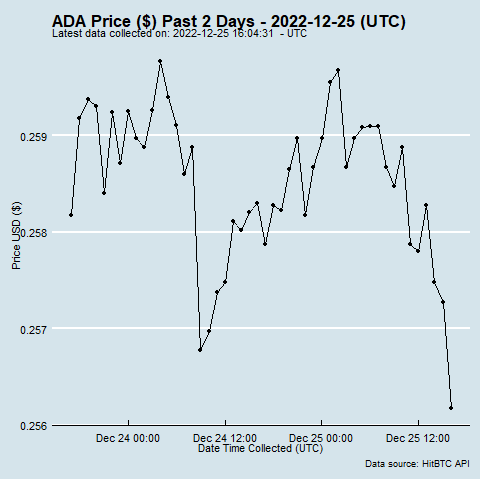 ADA Price ($) Past 2 Days - 2022-12-25 (UTC)
Latest data collected on: 2022-12-25 16:04:31  - UTC
Price USD ($)
0.259
0.258
0.257
0.256
Dec 24 00:00 Dec 24 12:00 Dec 25 00:00 Dec 25 12:00
Date Time Collected (UTC)
Data source: HitBTC API